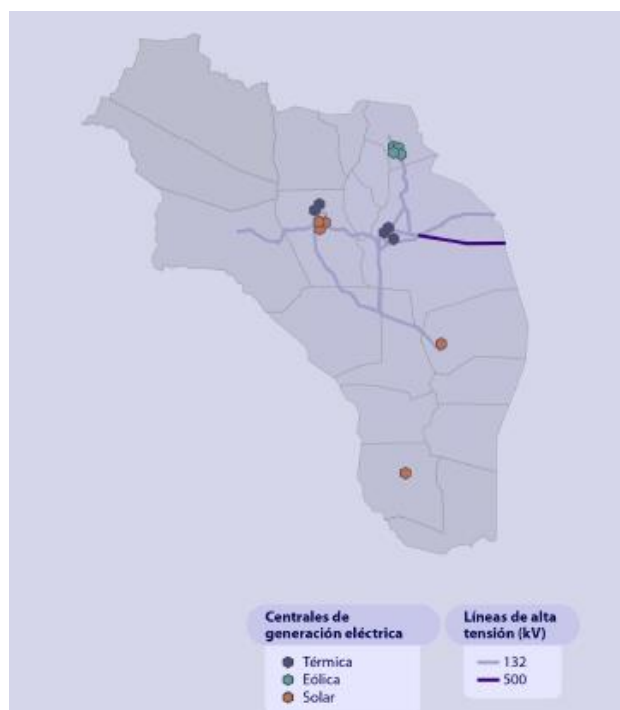 Centrales de
generación eléctrica
Térmica
Eólica
Solar
Líneas de alta
tensión (kV)
132
500